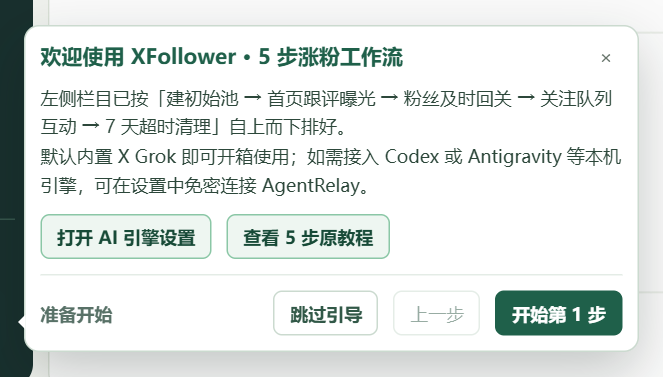 欢迎使用 XFollower • 5 步涨粉工作流
×
左侧栏目已按「建初始池 → 首页跟评曝光 → 粉丝及时回关 → 关注队列
互动 → 7 天超时清理」自上而下排好。
默认内置 X Grok 即可开箱使用；如需接入 Codex 或 Antigravity 等本机
引擎，可在设置中免密连接 AgentRelay。
打开 AI 引擎设置
查看 5 步原教程
准备开始
跳过引导
上一步
开始第 1 步